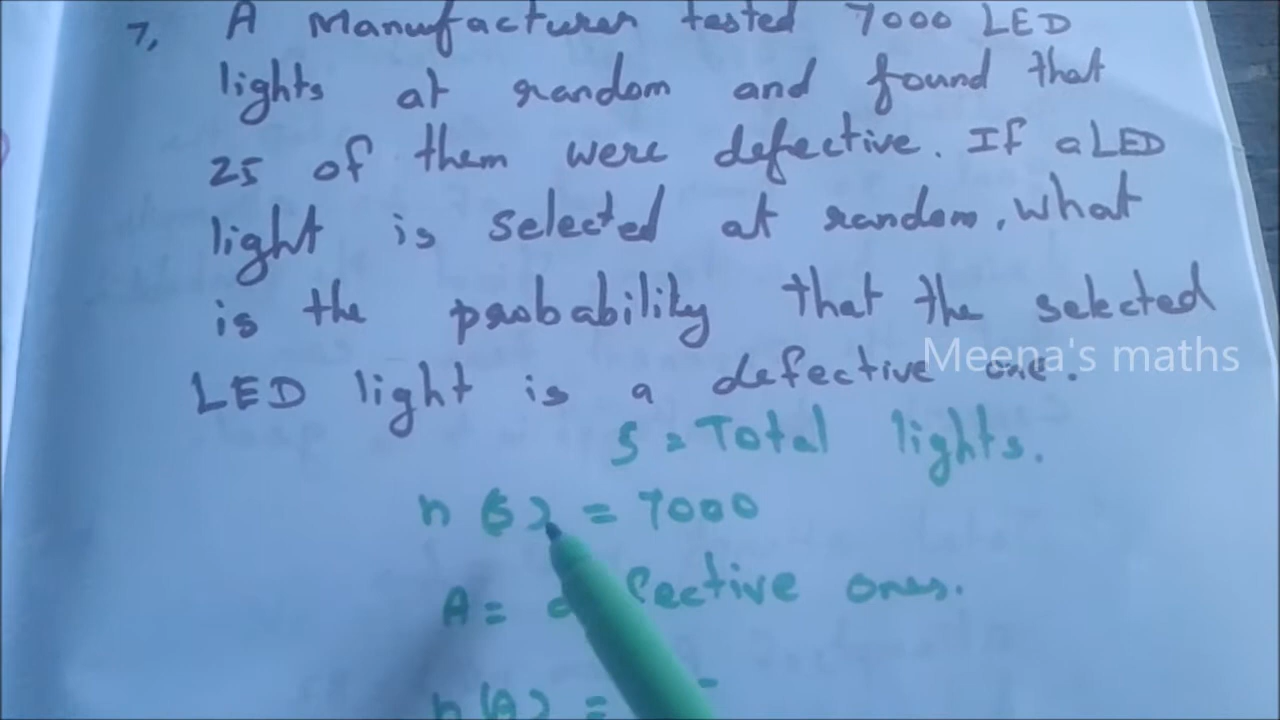 7, A Manufacturer tested 7000 LED
lights at random and found that
25 of them were defective. If a LED
light is selected at random, what
is the probability that the selected
LED light is a defective one.
Meena's maths
S = Total lights.
n(S) = 7000
A = ones.
n(A) =